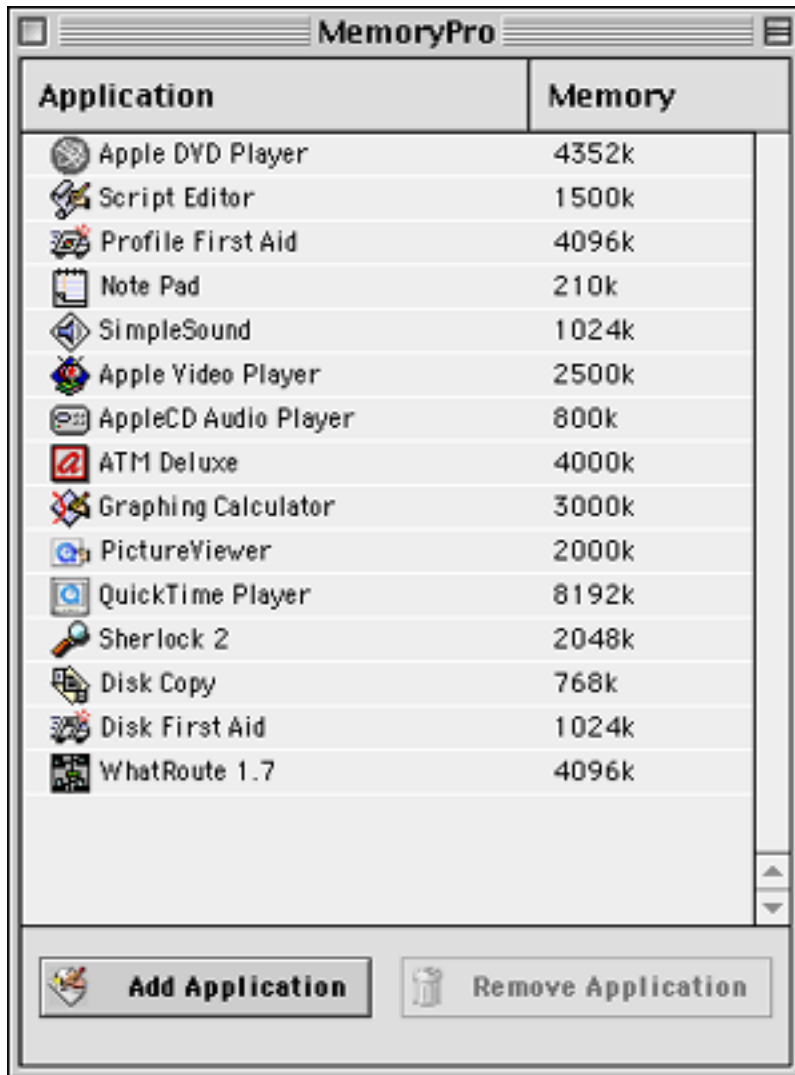 MemoryPro
Application Memory
Apple DVD Player 4352k
Script Editor 1500k
Profile First Aid 4096k
Note Pad 210k
SimpleSound 1024k
Apple Video Player 2500k
AppleCD Audio Player 800k
ATM Deluxe 4000k
Graphing Calculator 3000k
PictureViewer 2000k
QuickTime Player 8192k
Sherlock 2 2048k
Disk Copy 768k
Disk First Aid 1024k
WhatRoute 1.7 4096k
Add Application Remove Application